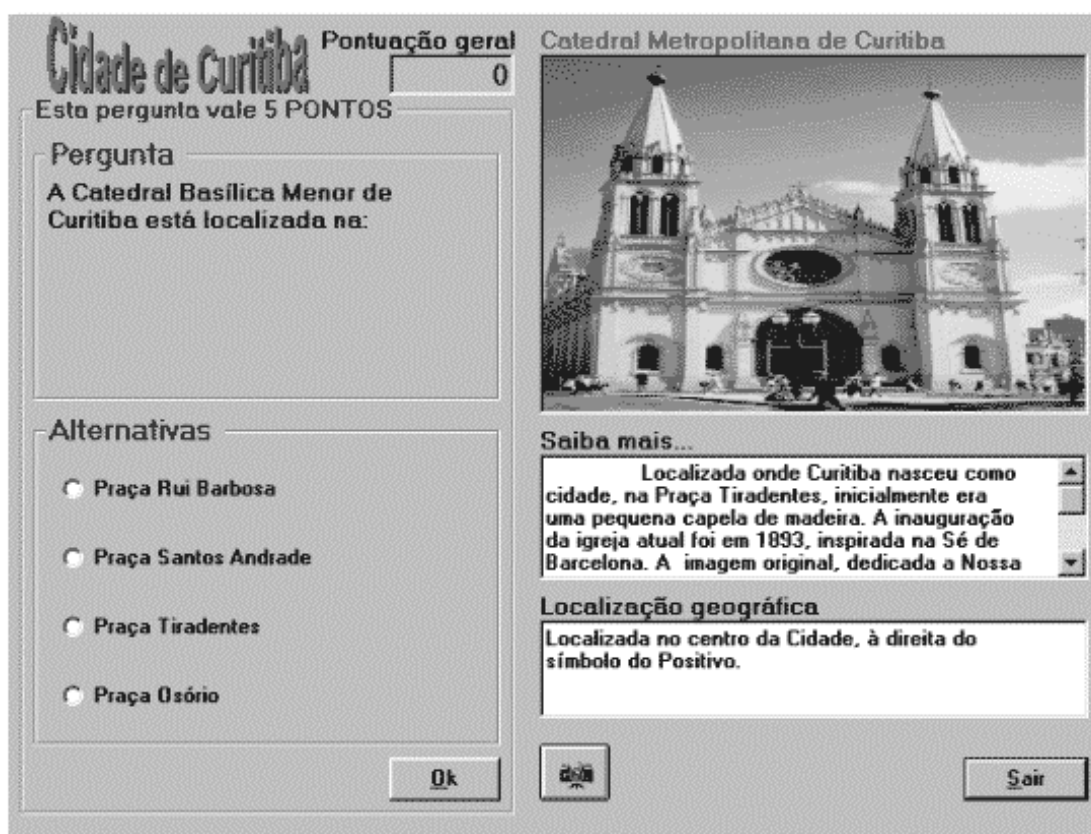 Cidade de Curitiba
Pontuação geral
0
Esta pergunta vale 5 PONTOS
Pergunta
A Catedral Basílica Menor de
Curitiba está localizada na:
Alternativas
Praça Rui Barbosa
Praça Santos Andrade
Praça Tiradentes
Praça Osório
Ok
Catedral Metropolitana de Curitiba
Saiba mais...
Localizada onde Curitiba nasceu como
cidade, na Praça Tiradentes, inicialmente era
uma pequena capela de madeira. A inauguração
da igreja atual foi em 1893, inspirada na Sé de
Barcelona. A imagem original, dedicada a Nossa
Localização geográfica
Localizada no centro da Cidade, à direita do
símbolo do Positivo.
Sair